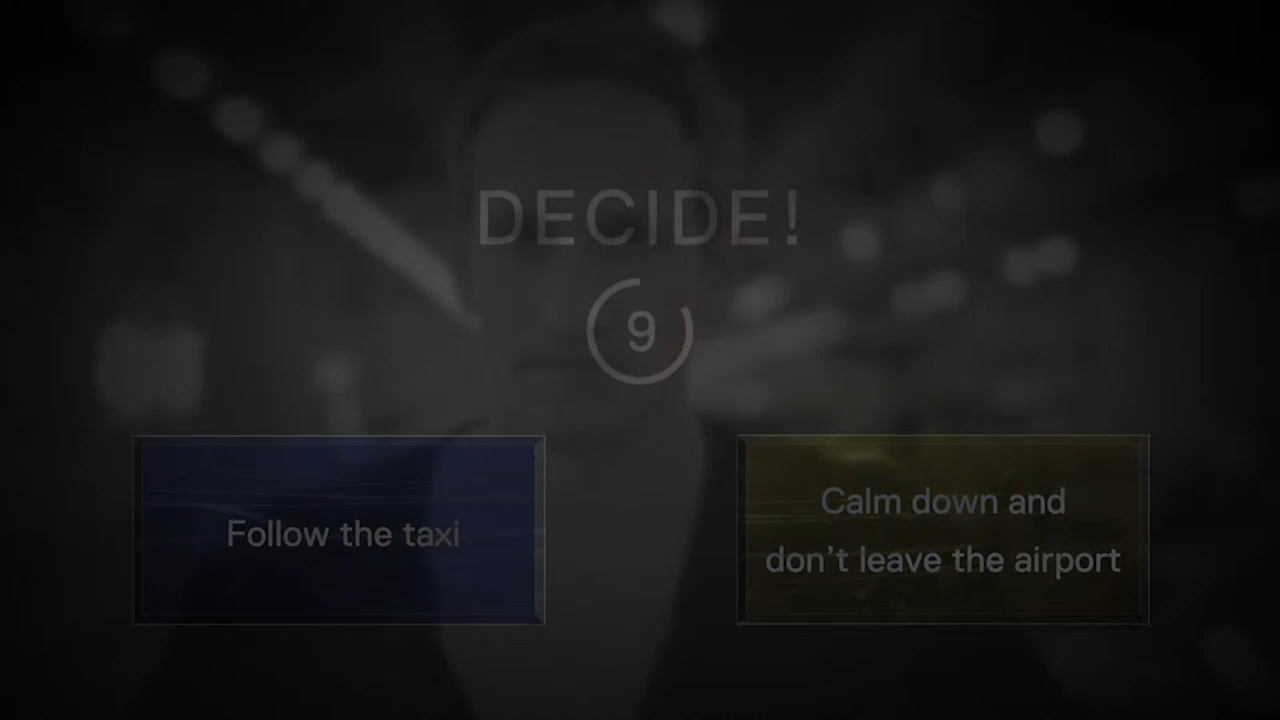 DECIDE!
9
Follow the taxi
Calm down and
don't leave the airport